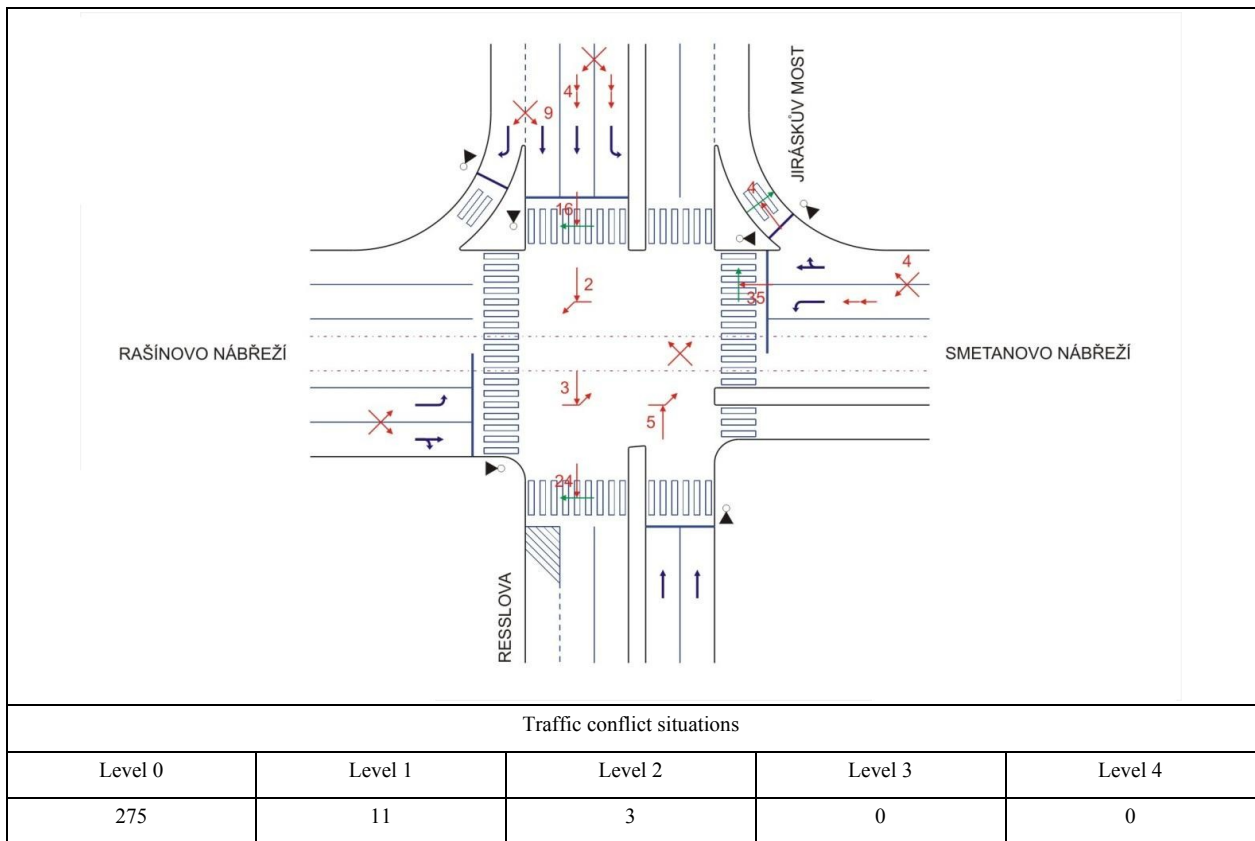 JIRÁSKŮV MOST
4
9
4
16
4
2
35
RAŠÍNOVO NÁBŘEŽÍ
SMETANOVO NÁBŘEŽÍ
3
5
24
RESSLOVA
Traffic conflict situations
Level 0 Level 1 Level 2 Level 3 Level 4
275 11 3 0 0